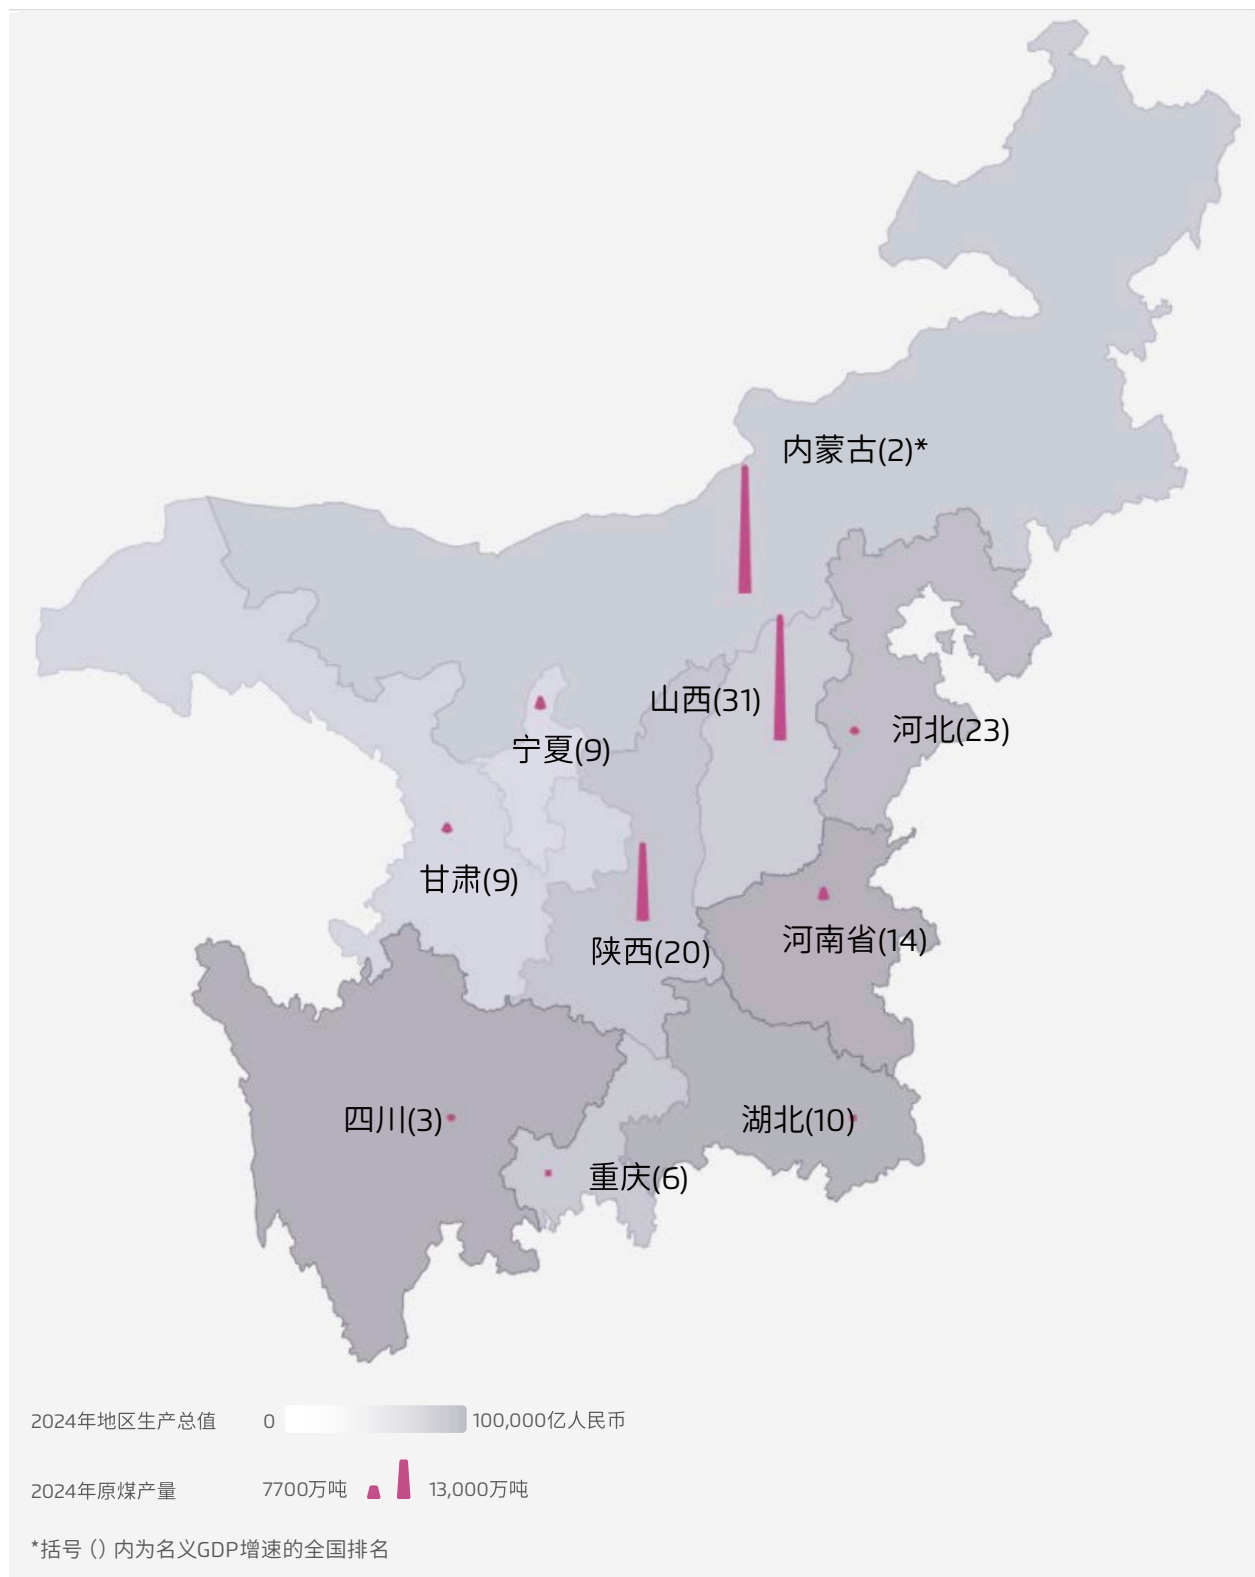 内蒙古(2)*
山西(31)
河北(23)
宁夏(9)
甘肃(9)
陕西(20)
河南省(14)
四川(3)
湖北(10)
重庆(6)
2024年地区生产总值 0 100,000亿人民币
2024年原煤产量 7700万吨 13,000万吨
*括号 () 内为名义GDP增速的全国排名